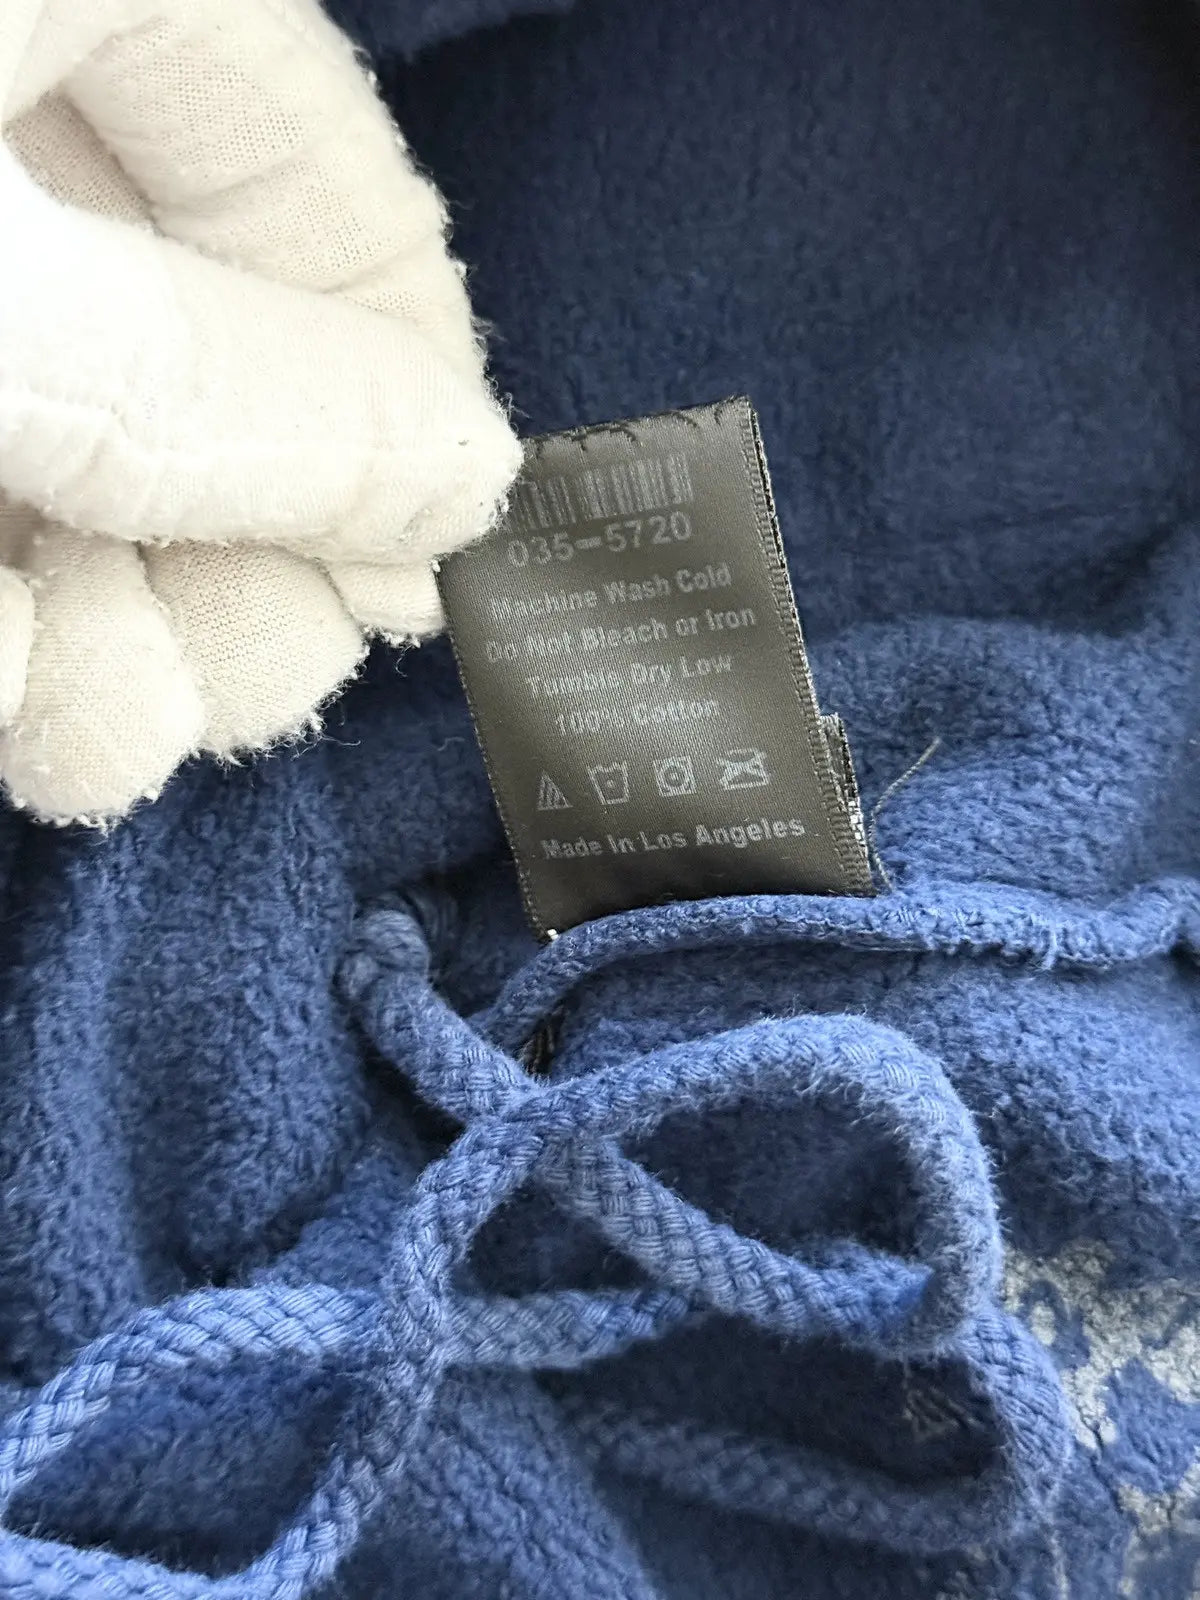 035-5720
Machine Wash Cold
Do Not Bleach or Iron
Tumble Dry Low
100% Cotton
Made In Los Angeles